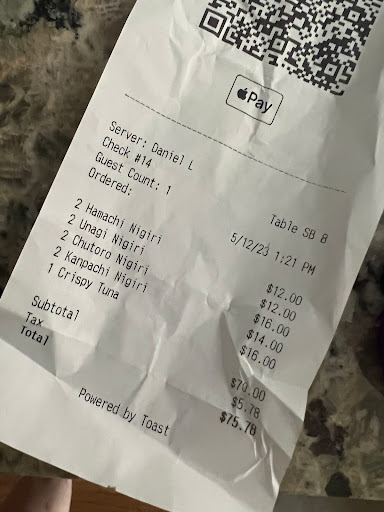 Pay
Server: Daniel L
Check #14 Table SB 8
Guest Count: 1 5/12/23 1:21 PM
Ordered:
2 Hamachi Nigiri $12.00
2 Unagi Nigiri $12.00
2 Chutoro Nigiri $16.00
2 Kanpachi Nigiri $14.00
1 Crispy Tuna $16.00
Subtotal $70.00
Tax $5.78
Total $75.78
Powered by Toast